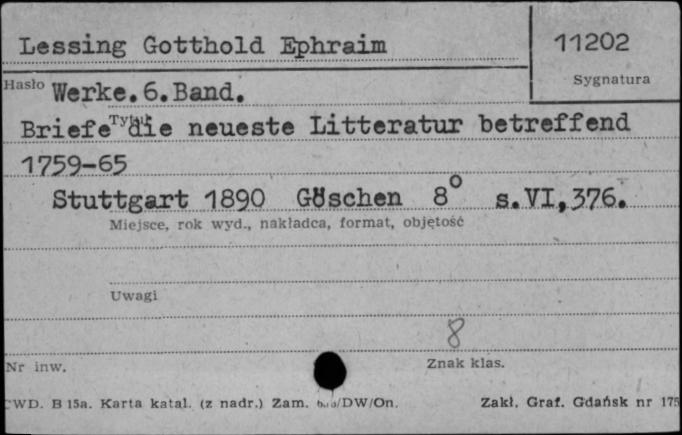 Lessing Gotthold Ephraim
11202
Hasło
Sygnatura
Werke.6.Band.
Tytuł
Briefe die neueste Litteratur betreffend
1759-65
Stuttgart 1890 Göschen 8° s.VI,376.
Miejsce, rok wyd., nakładca, format, objętość
Uwagi
8
Nr inw.
Znak klas.
CWD. B 15a. Karta katal. (z nadr.) Zam. /DW/On.
Zakł. Graf. Gdańsk nr 175